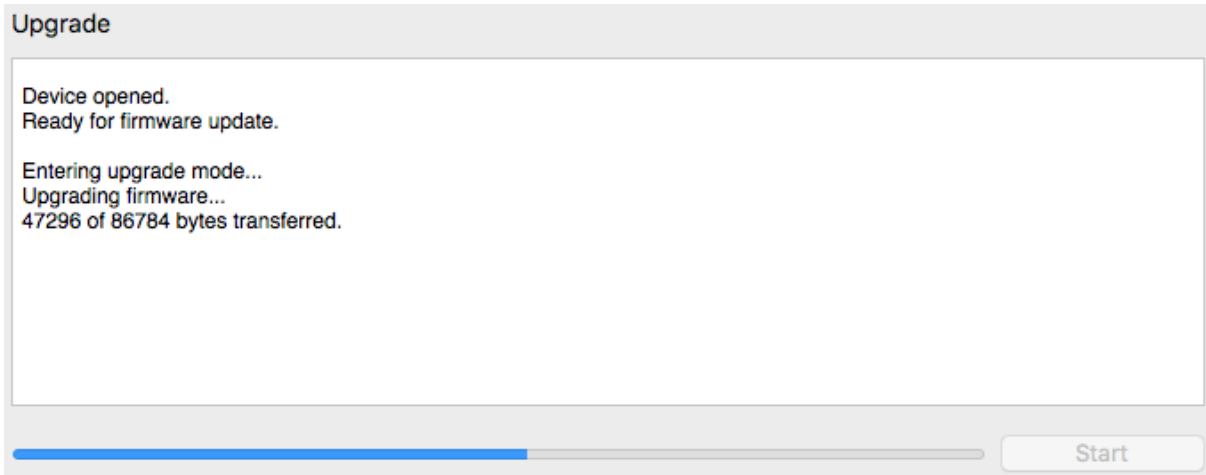 Upgrade
Device opened.
Ready for firmware update.
Entering upgrade mode...
Upgrading firmware...
47296 of 86784 bytes transferred.
Start